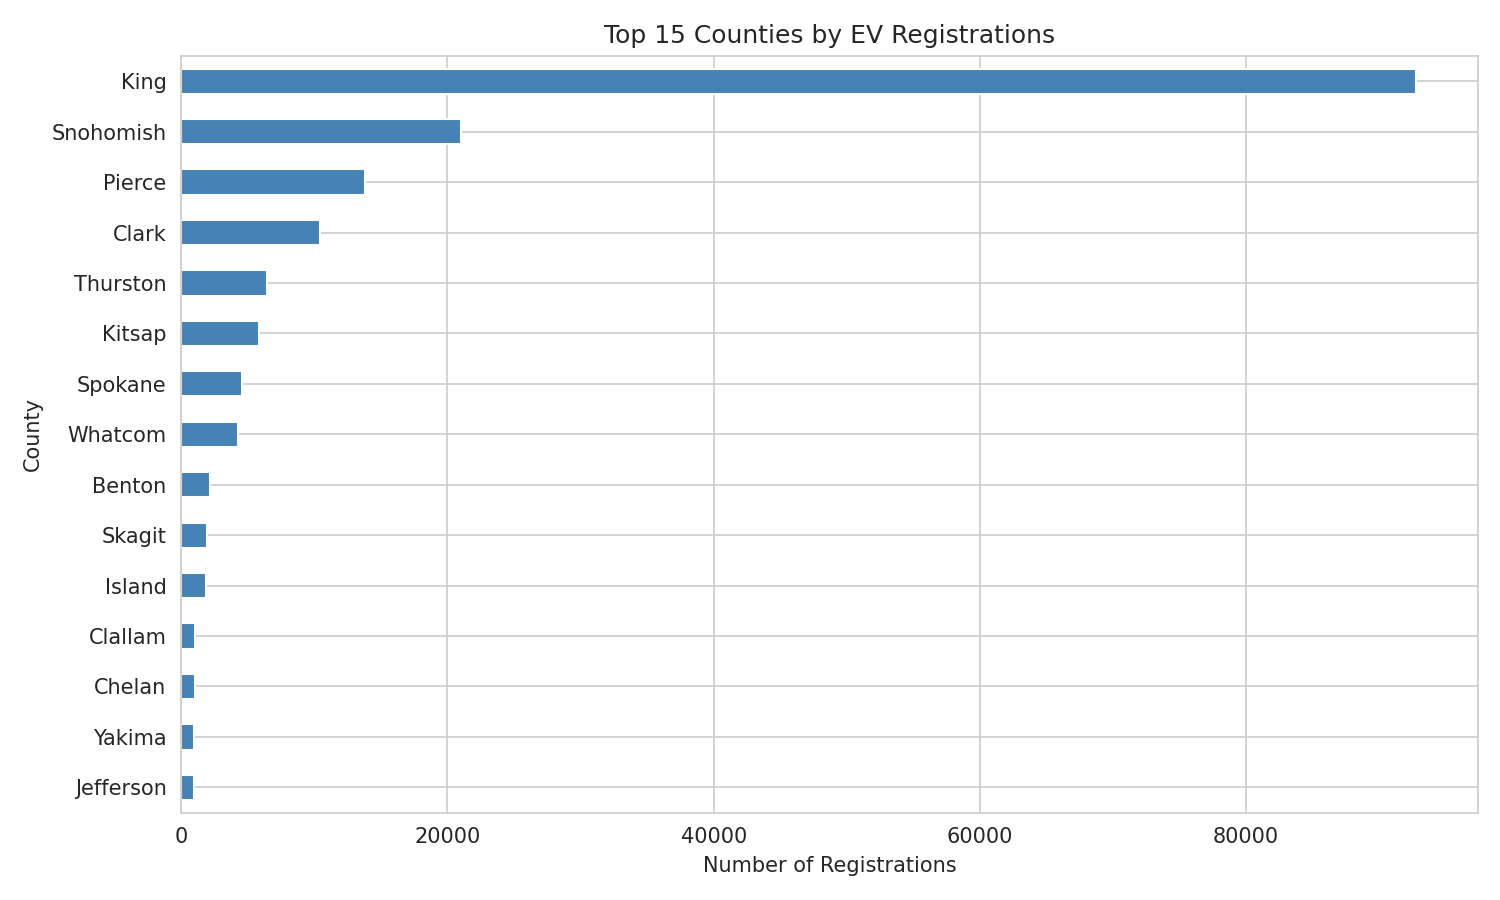 Top 15 Counties by EV Registrations
King
Snohomish
Pierce
Clark
Thurston
Kitsap
Spokane
Whatcom
Benton
Skagit
Island
Clallam
Chelan
Yakima
Jefferson
County
0 20000 40000 60000 80000
Number of Registrations